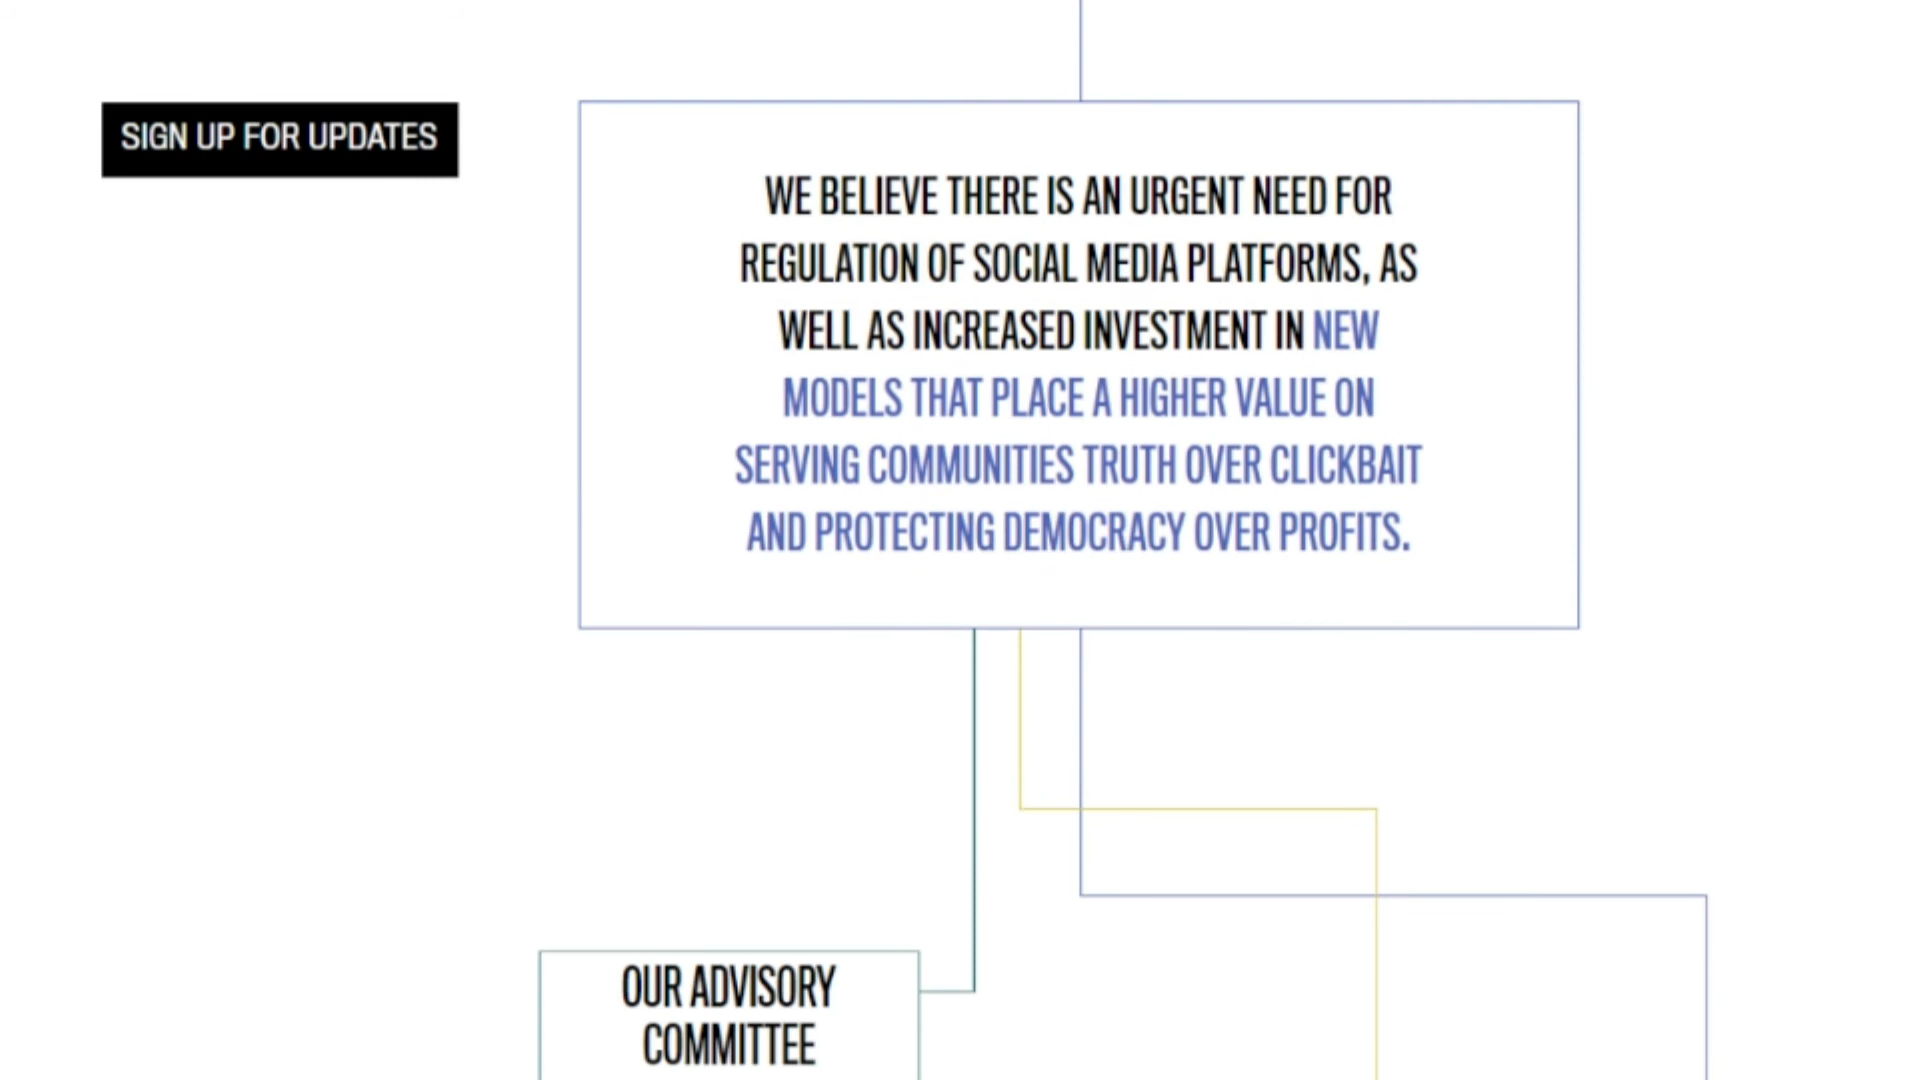 SIGN UP FOR UPDATES
WE BELIEVE THERE IS AN URGENT NEED FOR
REGULATION OF SOCIAL MEDIA PLATFORMS, AS
WELL AS INCREASED INVESTMENT IN NEW
MODELS THAT PLACE A HIGHER VALUE ON
SERVING COMMUNITIES TRUTH OVER CLICKBAIT
AND PROTECTING DEMOCRACY OVER PROFITS.
OUR ADVISORY
COMMITTEE